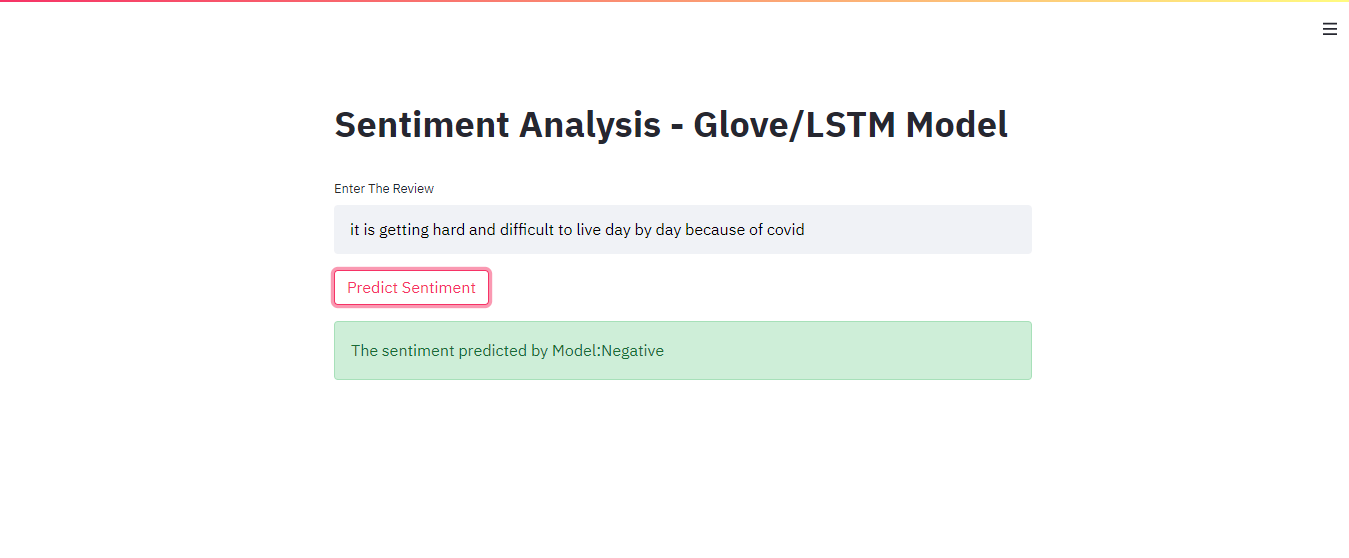 Sentiment Analysis - Glove/LSTM Model
Enter The Review
it is getting hard and difficult to live day by day because of covid
Predict Sentiment
The sentiment predicted by Model:Negative